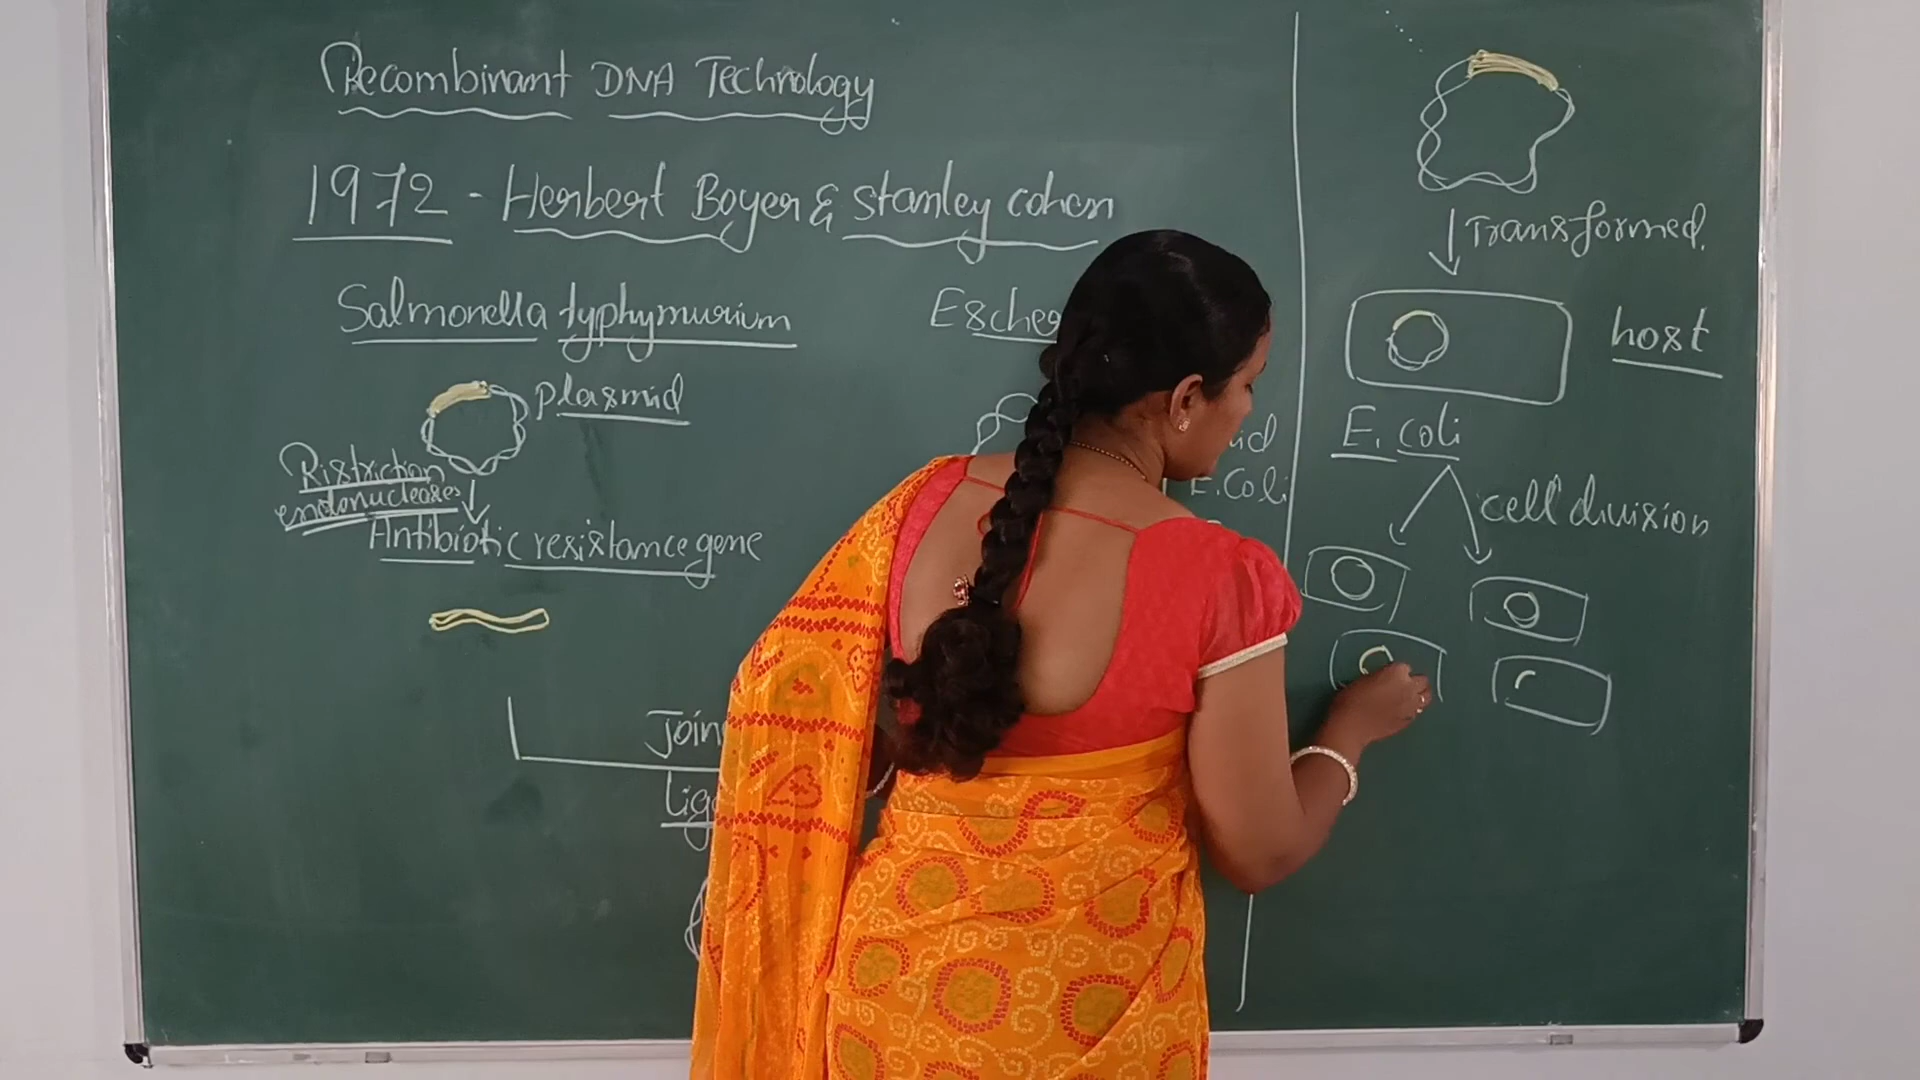 Recombinant DNA Technology
1972 - Herbert Boyer & Stanley cohen
Salmonella typhymurium
Plasmid
Ristriction
endonucleases
Antibiotic resistance gene
E.Coli
Transformed.
host
E. coli
cell division